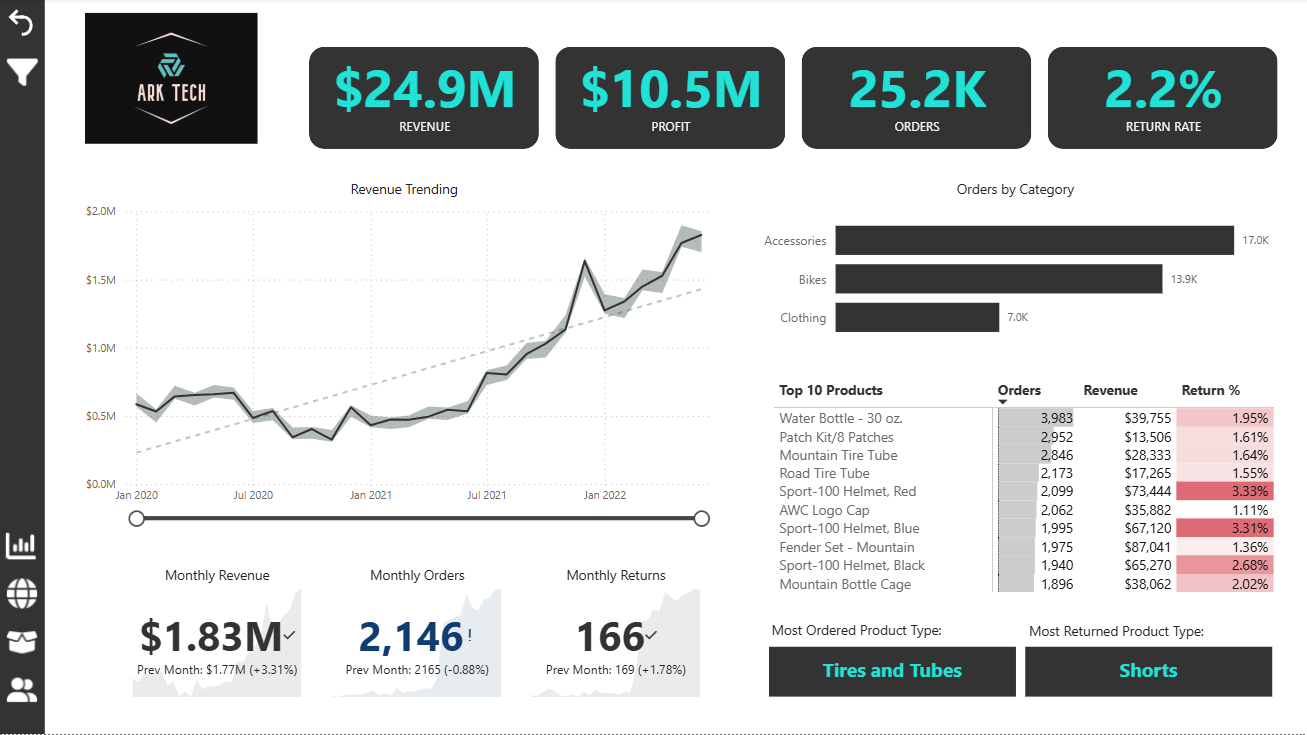 ARK TECH
$24.9M
REVENUE
$10.5M
PROFIT
25.2K
ORDERS
2.2%
RETURN RATE
Revenue Trending
$2.0M
$1.5M
$1.0M
$0.5M
$0.0M
Jan 2020 Jul 2020 Jan 2021 Jul 2021 Jan 2022
Orders by Category
Accessories 17.0K
Bikes 13.9K
Clothing 7.0K
Top 10 Products Orders Revenue Return %
Water Bottle - 30 oz. 3,983 $39,755 1.95%
Patch Kit/8 Patches 2,952 $13,506 1.61%
Mountain Tire Tube 2,846 $28,333 1.64%
Road Tire Tube 2,173 $17,265 1.55%
Sport-100 Helmet, Red 2,099 $73,444 3.33%
AWC Logo Cap 2,062 $35,882 1.11%
Sport-100 Helmet, Blue 1,995 $67,120 3.31%
Fender Set - Mountain 1,975 $87,041 1.36%
Sport-100 Helmet, Black 1,940 $65,270 2.68%
Mountain Bottle Cage 1,896 $38,062 2.02%
Monthly Revenue
$1.83M✓
Prev Month: $1.77M (+3.31%)
Monthly Orders
2,146!
Prev Month: 2165 (-0.88%)
Monthly Returns
166✓
Prev Month: 169 (+1.78%)
Most Ordered Product Type:
Tires and Tubes
Most Returned Product Type:
Shorts